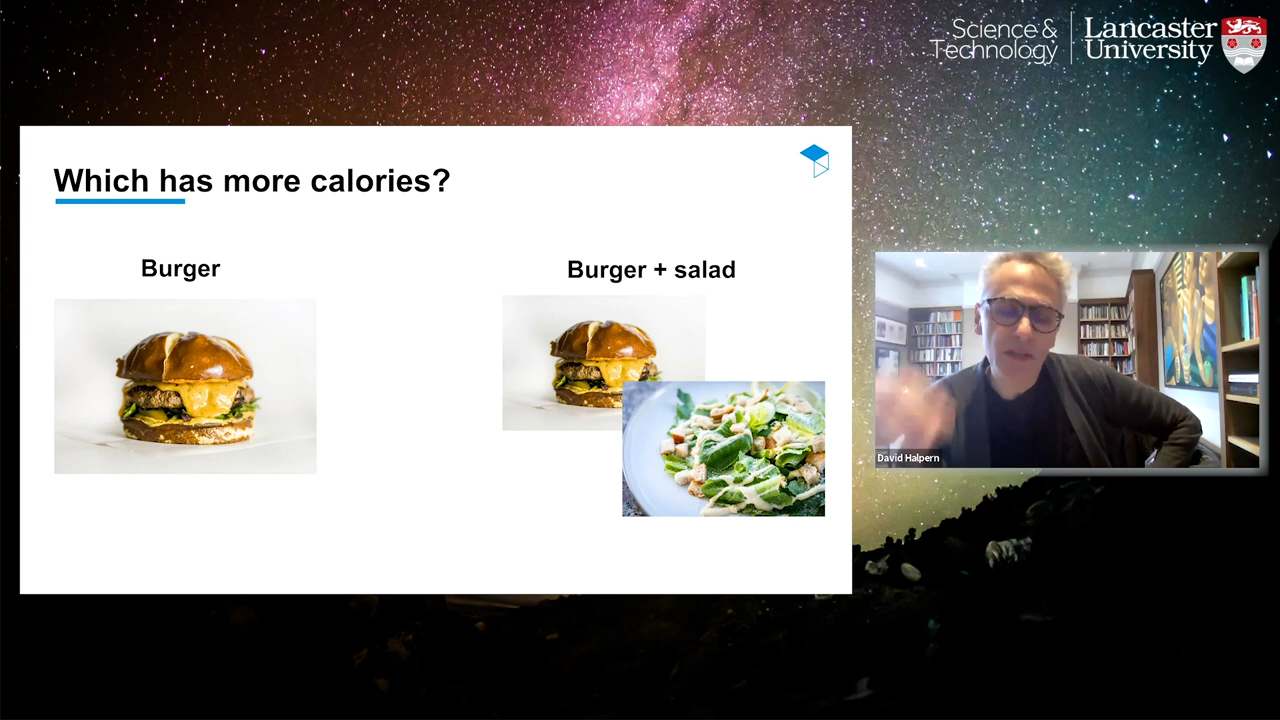 Science &
Technology
Lancaster
University
Which has more calories?
Burger
Burger + salad
David Halpern